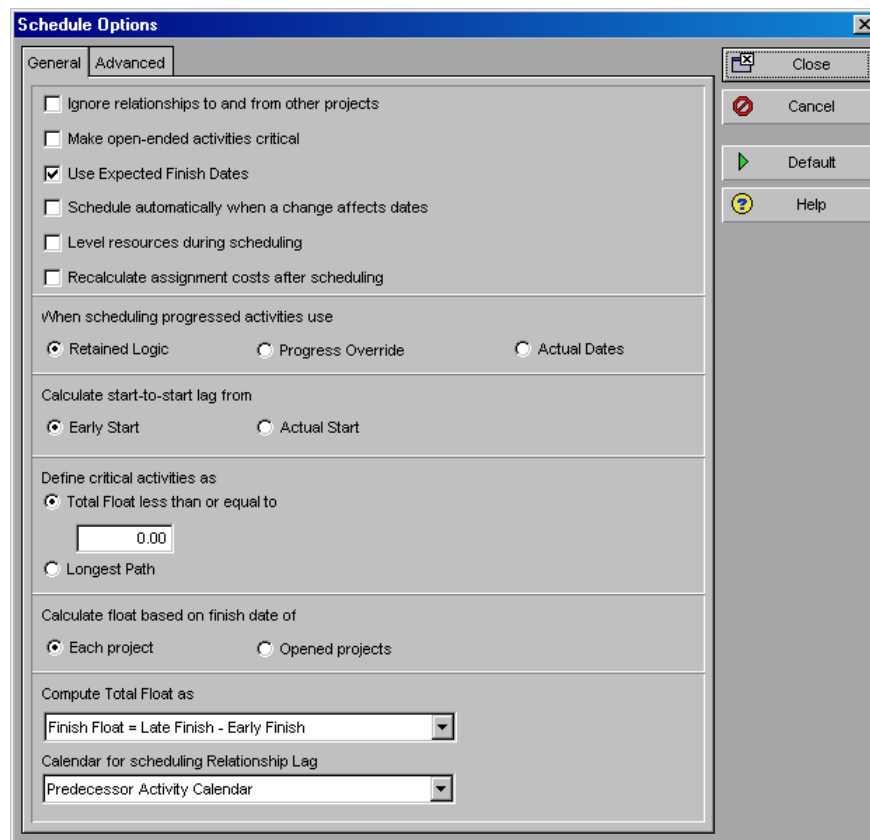 Schedule Options
General Advanced
Close
Cancel
Default
Help
Ignore relationships to and from other projects
Make open-ended activities critical
Use Expected Finish Dates
Schedule automatically when a change affects dates
Level resources during scheduling
Recalculate assignment costs after scheduling
When scheduling progressed activities use
Retained Logic Progress Override Actual Dates
Calculate start-to-start lag from
Early Start Actual Start
Define critical activities as
Total Float less than or equal to
0.00
Longest Path
Calculate float based on finish date of
Each project Opened projects
Compute Total Float as
Finish Float = Late Finish - Early Finish
Calendar for scheduling Relationship Lag
Predecessor Activity Calendar